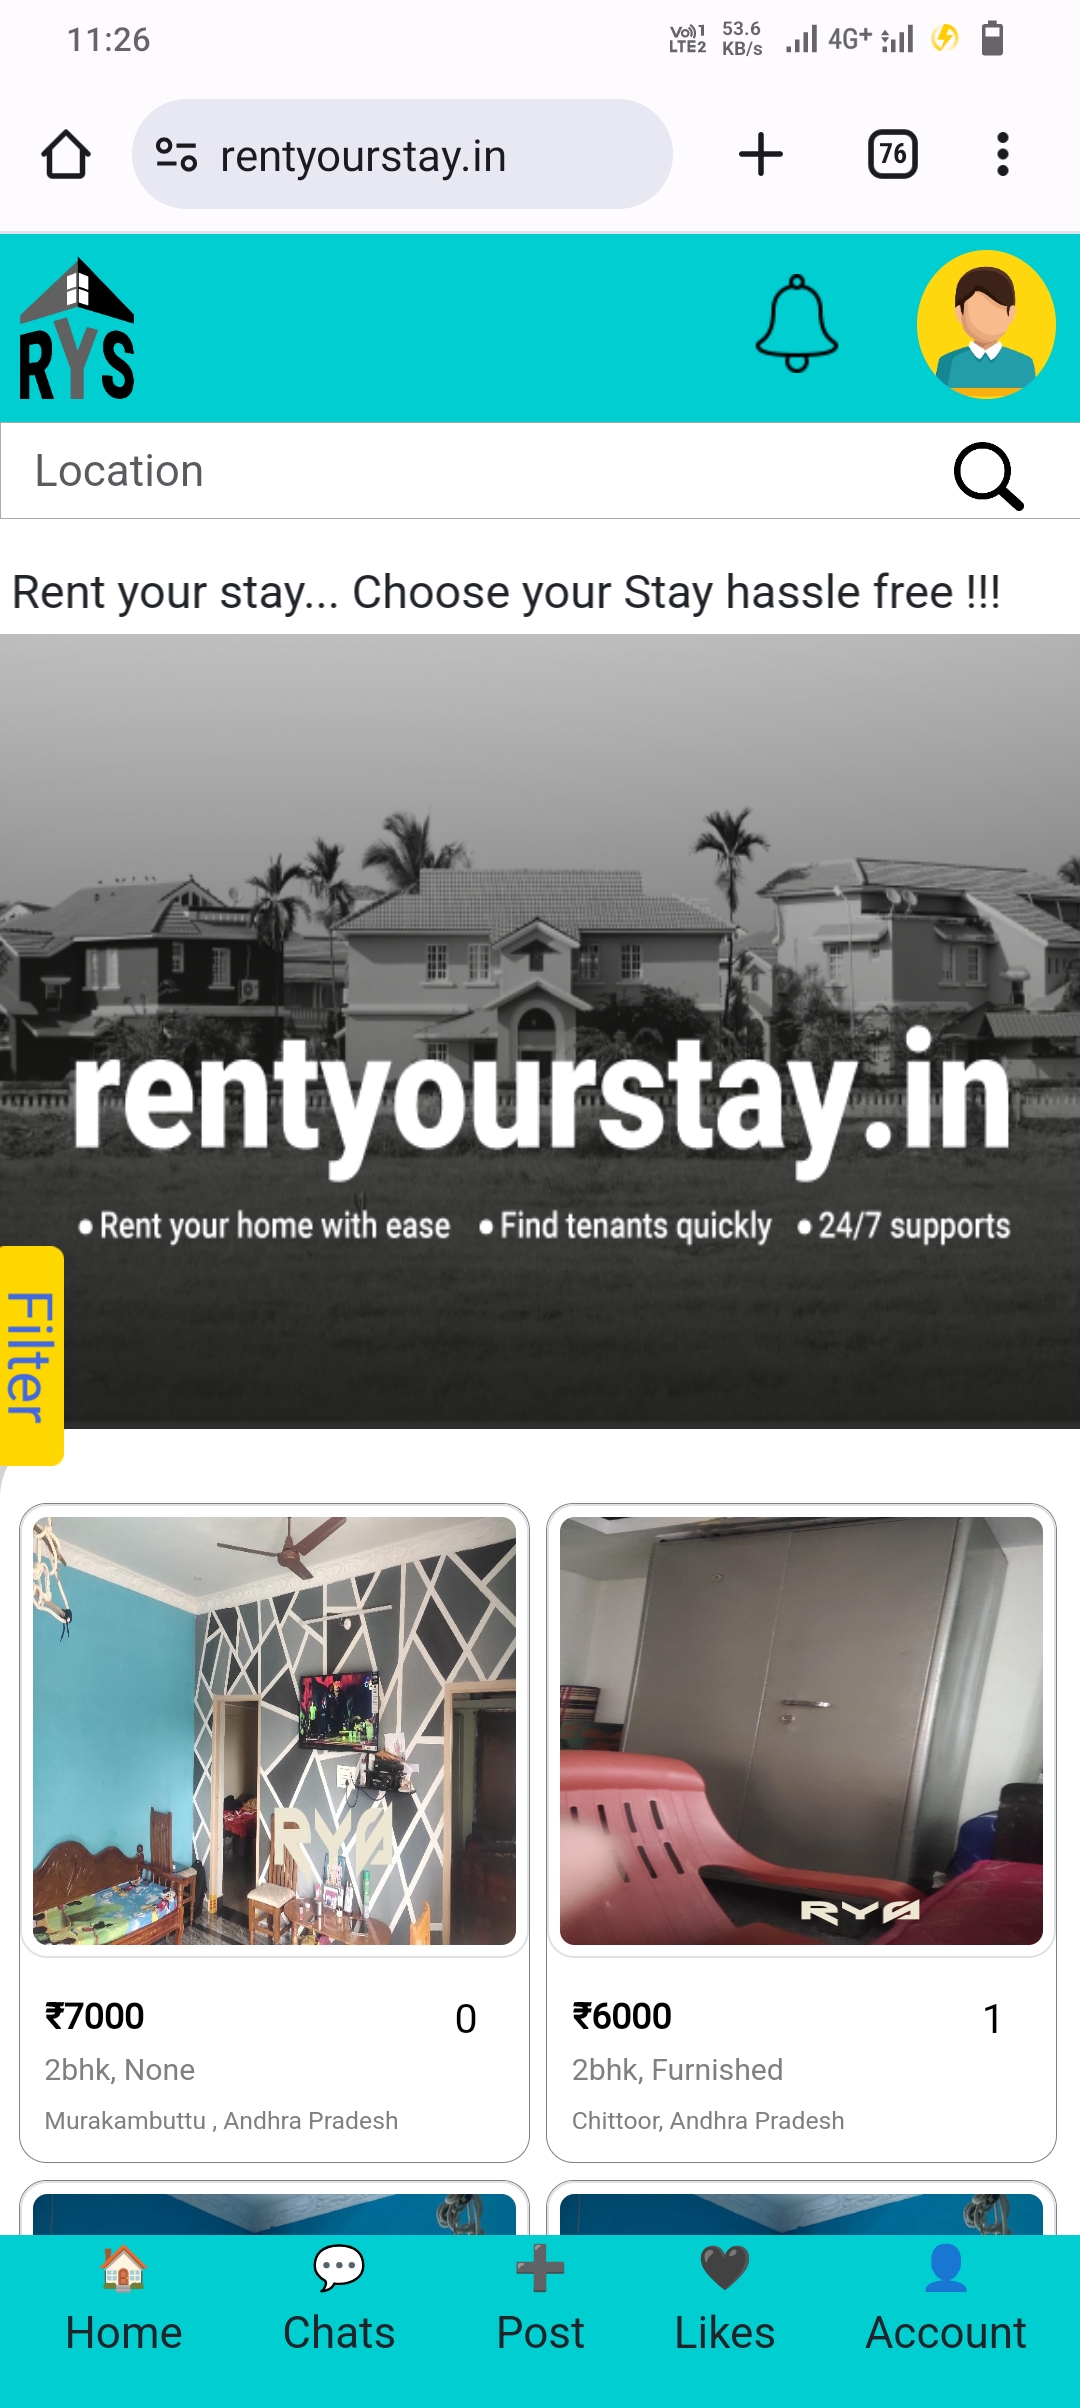 11:26
Vo))1 LTE2 53.6 KB/s 4G+
rentyourstay.in 76
RYS
Location
Rent your stay... Choose your Stay hassle free !!!
rentyourstay.in
• Rent your home with ease • Find tenants quickly • 24/7 supports
Filter
RYS
RYS
₹7000 0
2bhk, None
Murakambuttu , Andhra Pradesh
₹6000 1
2bhk, Furnished
Chittoor, Andhra Pradesh
Home Chats Post Likes Account